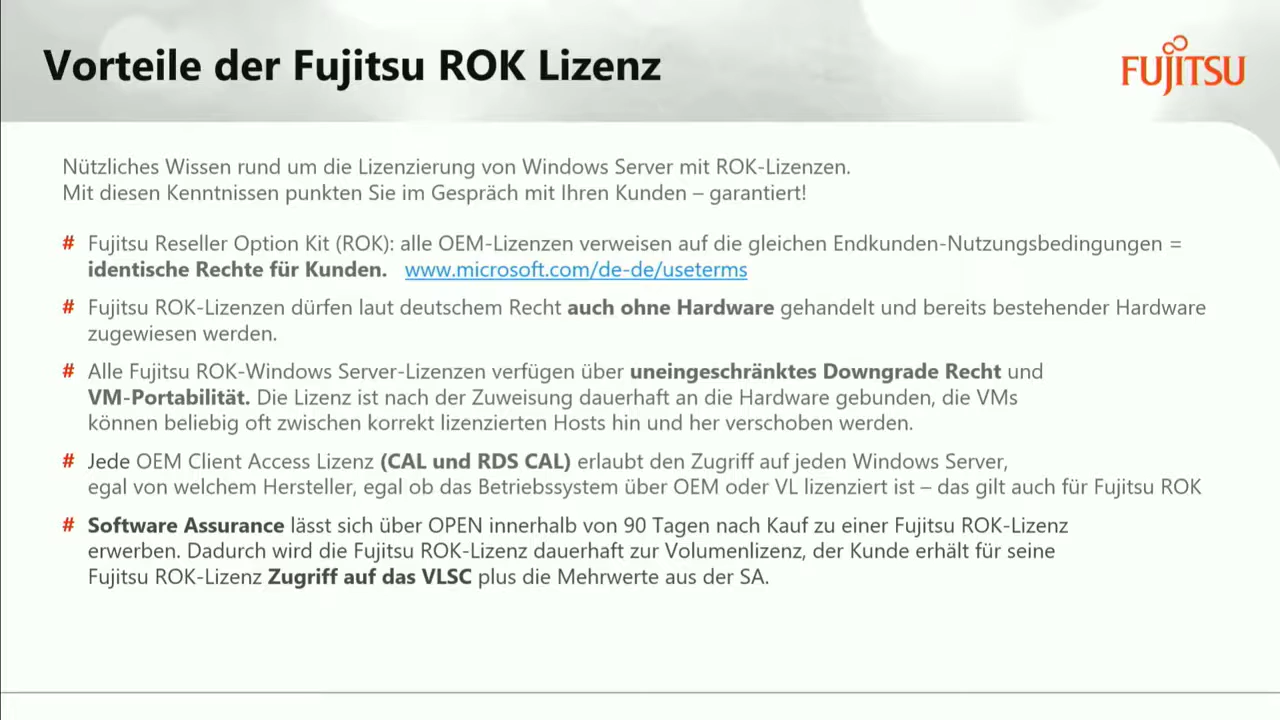 Vorteile der Fujitsu ROK Lizenz
FUJITSU
Nützliches Wissen rund um die Lizenzierung von Windows Server mit ROK-Lizenzen.
Mit diesen Kenntnissen punkten Sie im Gespräch mit Ihren Kunden – garantiert!
# Fujitsu Reseller Option Kit (ROK): alle OEM-Lizenzen verweisen auf die gleichen Endkunden-Nutzungsbedingungen =
identische Rechte für Kunden. www.microsoft.com/de-de/useterms
# Fujitsu ROK-Lizenzen dürfen laut deutschem Recht auch ohne Hardware gehandelt und bereits bestehender Hardware
zugewiesen werden.
# Alle Fujitsu ROK-Windows Server-Lizenzen verfügen über uneingeschränktes Downgrade Recht und
VM-Portabilität. Die Lizenz ist nach der Zuweisung dauerhaft an die Hardware gebunden, die VMs
können beliebig oft zwischen korrekt lizenzierten Hosts hin und her verschoben werden.
# Jede OEM Client Access Lizenz (CAL und RDS CAL) erlaubt den Zugriff auf jeden Windows Server,
egal von welchem Hersteller, egal ob das Betriebssystem über OEM oder VL lizenziert ist – das gilt auch für Fujitsu ROK
# Software Assurance lässt sich über OPEN innerhalb von 90 Tagen nach Kauf zu einer Fujitsu ROK-Lizenz
erwerben. Dadurch wird die Fujitsu ROK-Lizenz dauerhaft zur Volumenlizenz, der Kunde erhält für seine
Fujitsu ROK-Lizenz Zugriff auf das VLSC plus die Mehrwerte aus der SA.